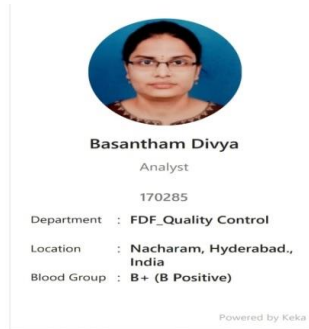 Basantham Divya
Analyst
170285
Department : FDF_Quality Control
Location : Nacharam, Hyderabad.,
India
Blood Group : B+ (B Positive)
Powered by Keka